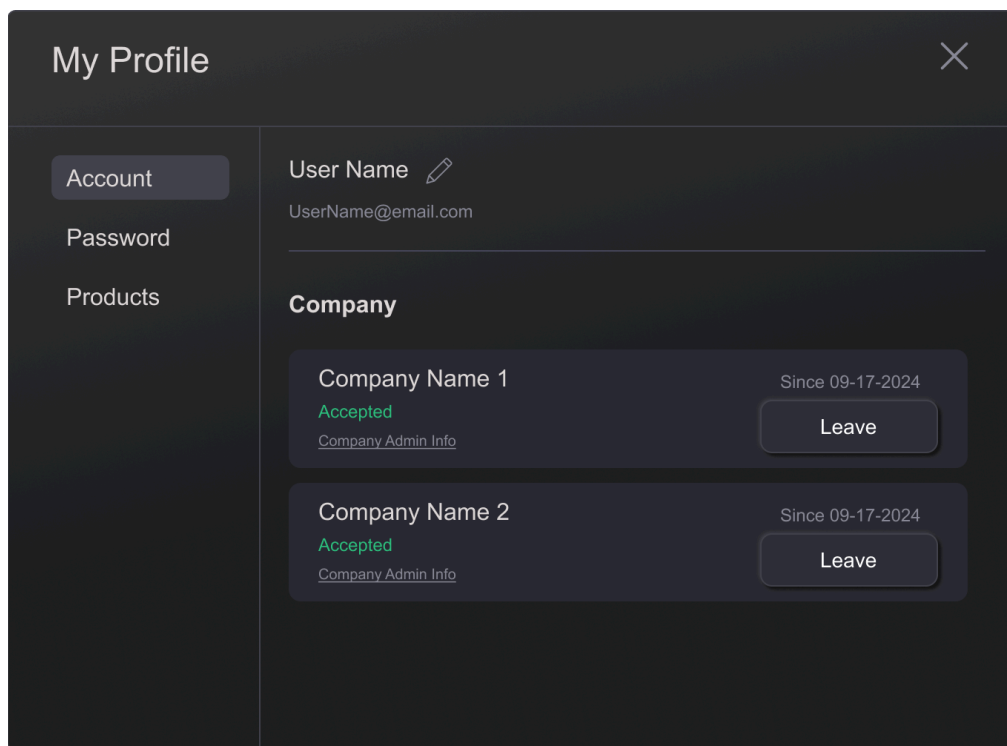 My Profile
Account
Password
Products
User Name
UserName@email.com
Company
Company Name 1
Since 09-17-2024
Accepted
Leave
Company Admin Info
Company Name 2
Since 09-17-2024
Accepted
Leave
Company Admin Info